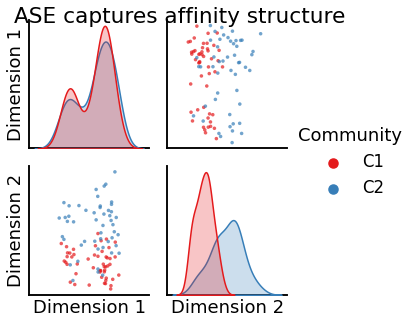 ASE captures affinity structure
Dimension 1
Community
C1
C2
Dimension 2
Dimension 1
Dimension 2